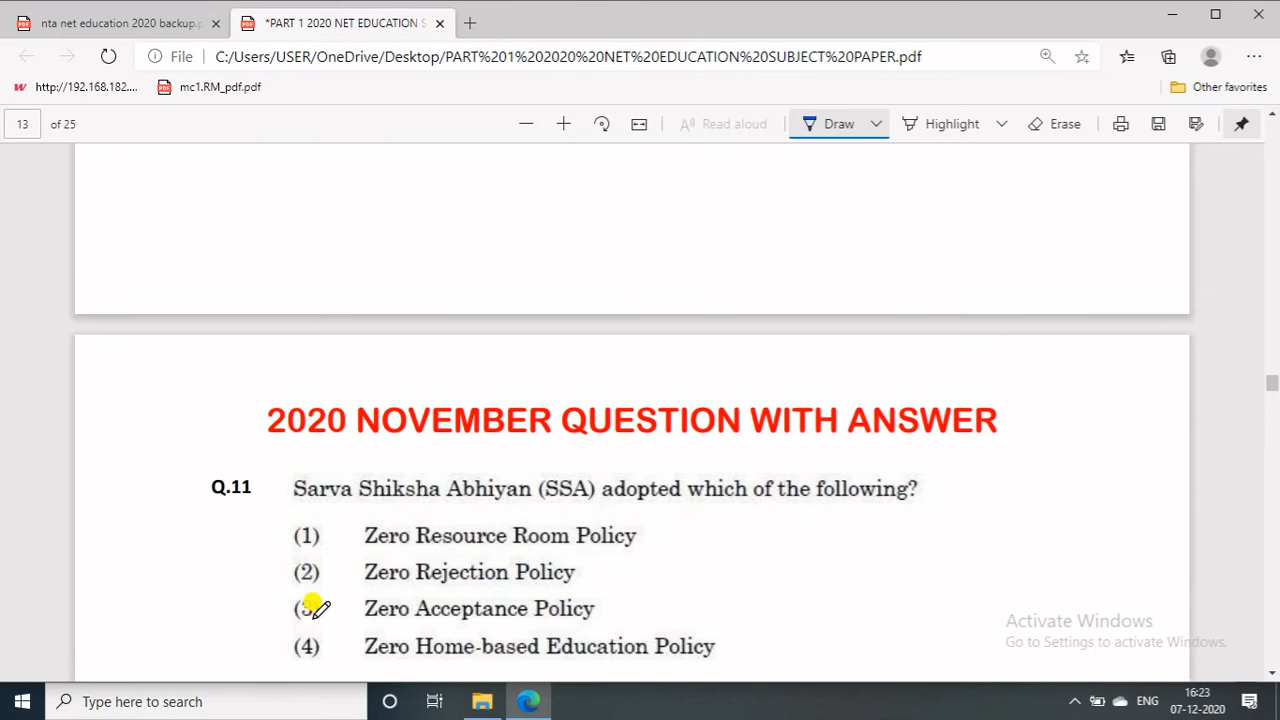 nta net education 2020 backup.p
*PART 1 2020 NET EDUCATION S
File C:/Users/USER/OneDrive/Desktop/PART%201%202020%20NET%20EDUCATION%20SUBJECT%20PAPER.pdf
http://192.168.182.... mc1.RM_pdf.pdf Other favorites
13 of 25 Read aloud Draw Highlight Erase
2020 NOVEMBER QUESTION WITH ANSWER
Q.11 Sarva Shiksha Abhiyan (SSA) adopted which of the following?
(1) Zero Resource Room Policy
(2) Zero Rejection Policy
(3) Zero Acceptance Policy
(4) Zero Home-based Education Policy
Activate Windows
Go to Settings to activate Windows.
Type here to search
ENG
16:23
07-12-2020